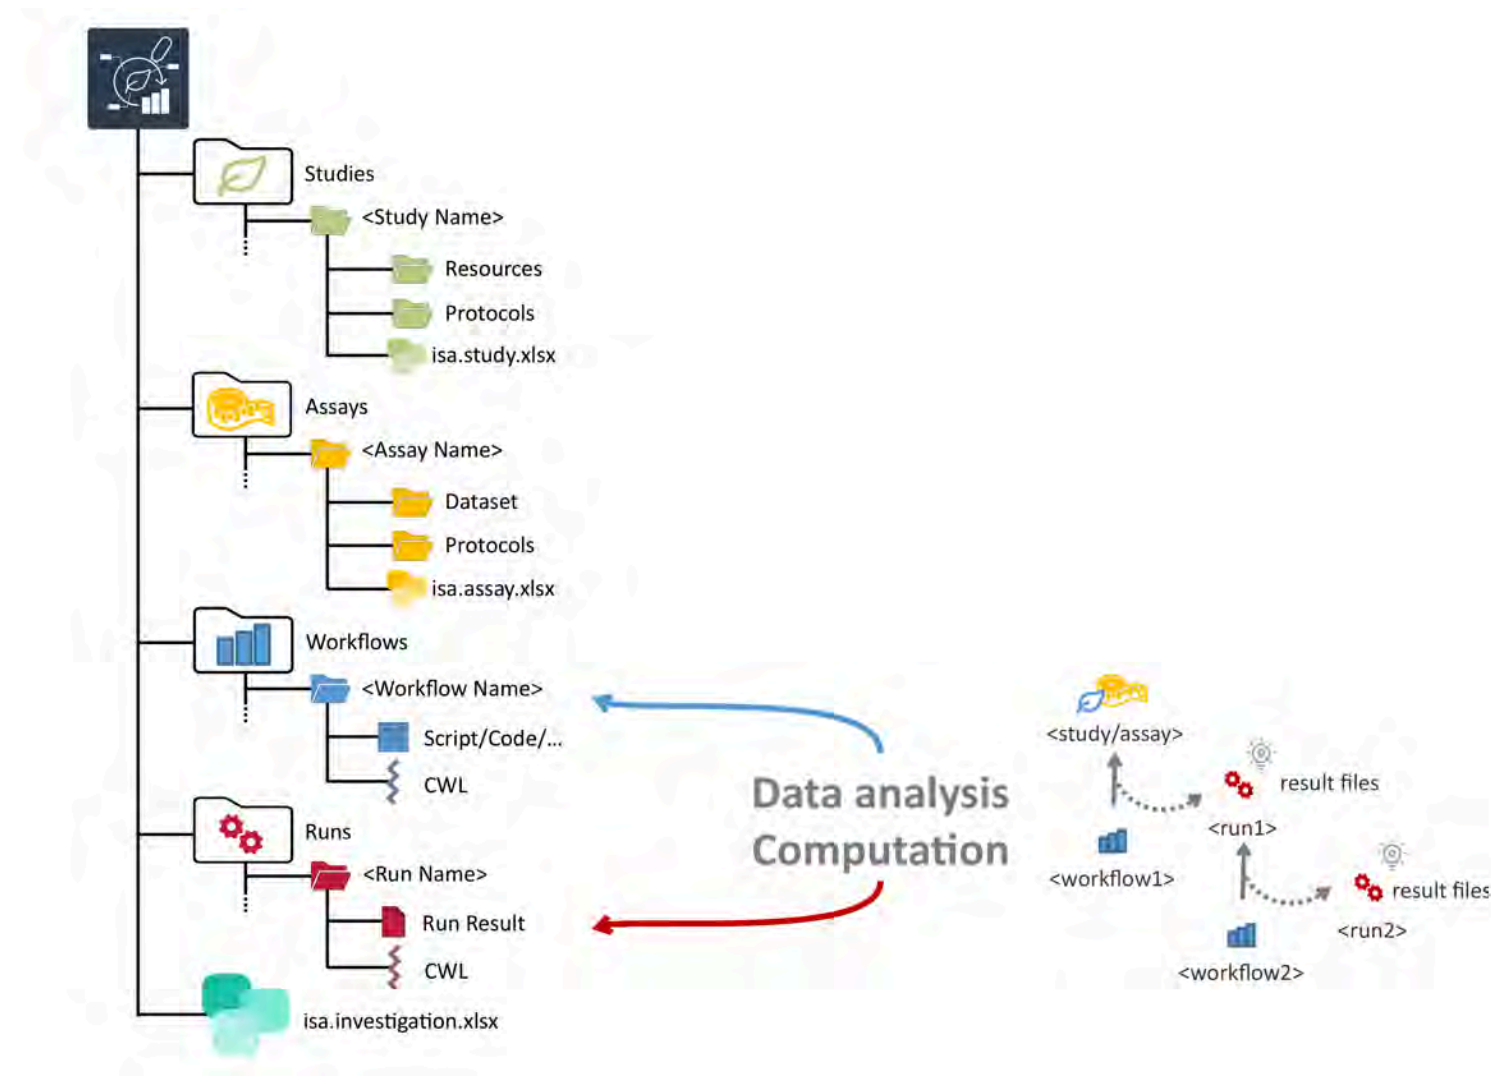 Studies
<Study Name>
Resources
Protocols
isa.study.xlsx
Assays
<Assay Name>
Dataset
Protocols
isa.assay.xlsx
Workflows
<Workflow Name>
Script/Code/...
CWL
Runs
<Run Name>
Run Result
CWL
isa.investigation.xlsx
Data analysis
Computation
<study/assay>
result files
<run1>
<workflow1>
result files
<run2>
<workflow2>